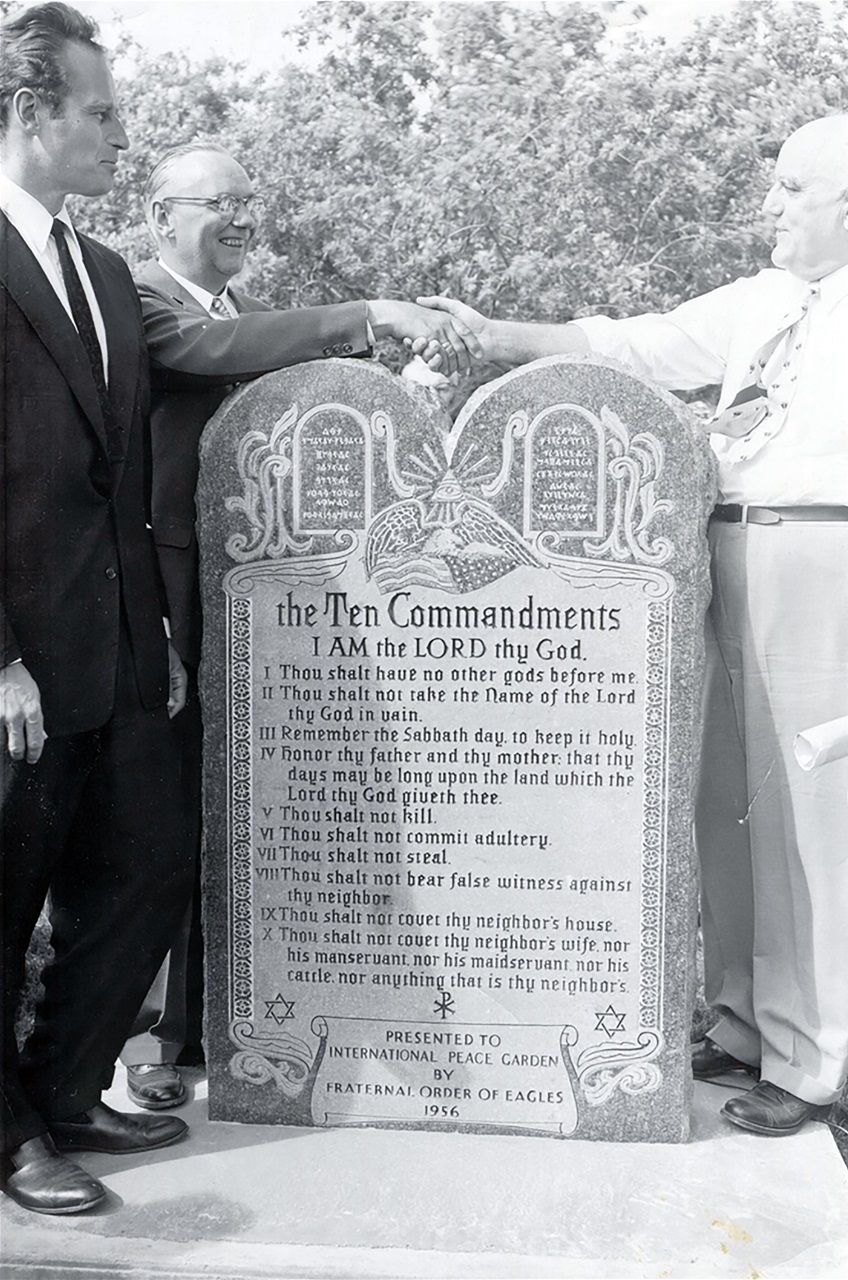 the Ten Commandments
I AM the LORD thy God.
I Thou shalt have no other gods before me.
II Thou shalt not take the Name of the Lord
thy God in vain.
III Remember the Sabbath day, to keep it holy.
IV Honor thy father and thy mother; that thy
days may be long upon the land which the
Lord thy God giveth thee.
V Thou shalt not kill.
VI Thou shalt not commit adultery.
VII Thou shalt not steal.
VIII Thou shalt not bear false witness against
thy neighbor.
IX Thou shalt not covet thy neighbor's house.
X Thou shalt not covet thy neighbor's wife, nor
his manservant, nor his maidservant, nor his
cattle, nor anything that is thy neighbor's.
PRESENTED TO
INTERNATIONAL PEACE GARDEN
BY
FRATERNAL ORDER OF EAGLES
1956